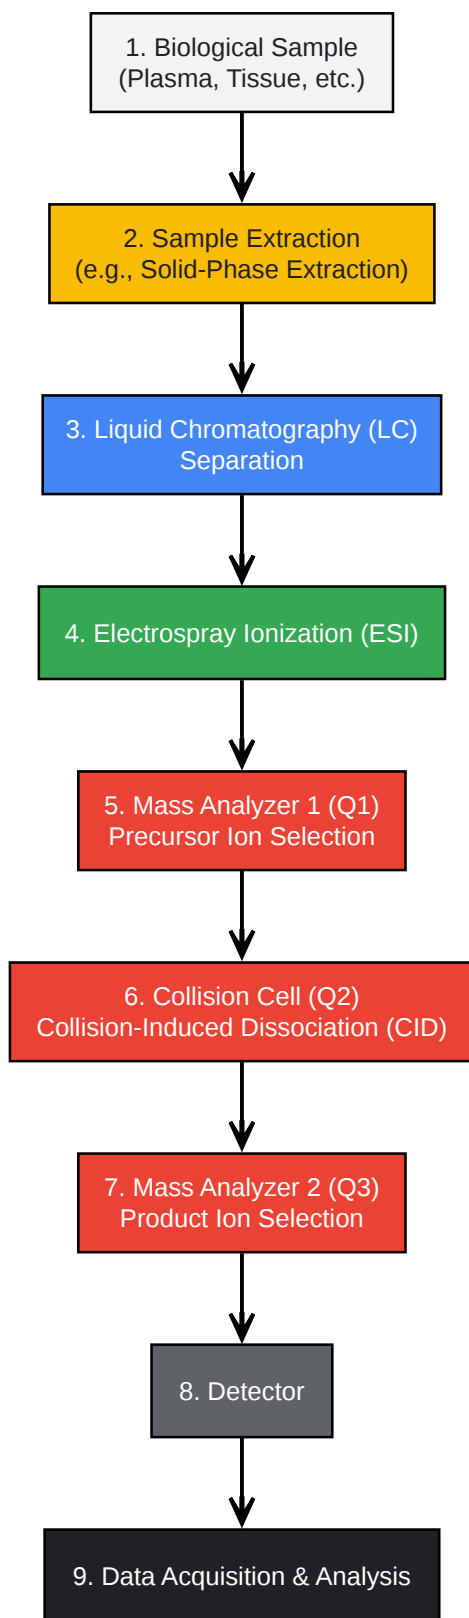 1. Biological Sample
(Plasma, Tissue, etc.)
2. Sample Extraction
(e.g., Solid-Phase Extraction)
3. Liquid Chromatography (LC)
Separation
4. Electrospray Ionization (ESI)
5. Mass Analyzer 1 (Q1)
Precursor Ion Selection
6. Collision Cell (Q2)
Collision-Induced Dissociation (CID)
7. Mass Analyzer 2 (Q3)
Product Ion Selection
8. Detector
9. Data Acquisition & Analysis